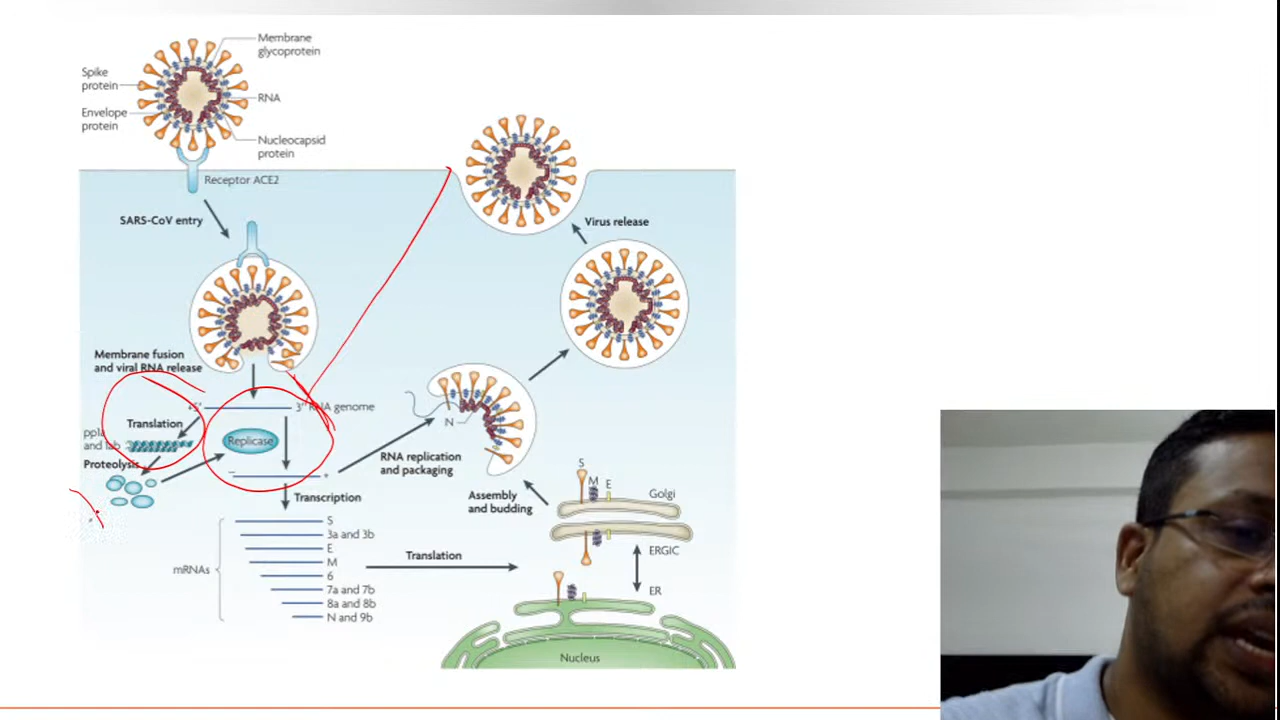 Membrane
glycoprotein
Spike
protein
RNA
Envelope
protein
Nucleocapsid
protein
Receptor ACE2
SARS-CoV entry
Virus release
Membrane fusion
and viral RNA release
3' RNA genome
Translation
and lab
Proteolysis
Replicase
N
RNA replication
and packaging
– +
Transcription
S
M E
Golgi
Assembly
and budding
ERGIC
ER
Nucleus
mRNAs
S
3a and 3b
E
M
6
7a and 7b
8a and 8b
N and 9b
Translation